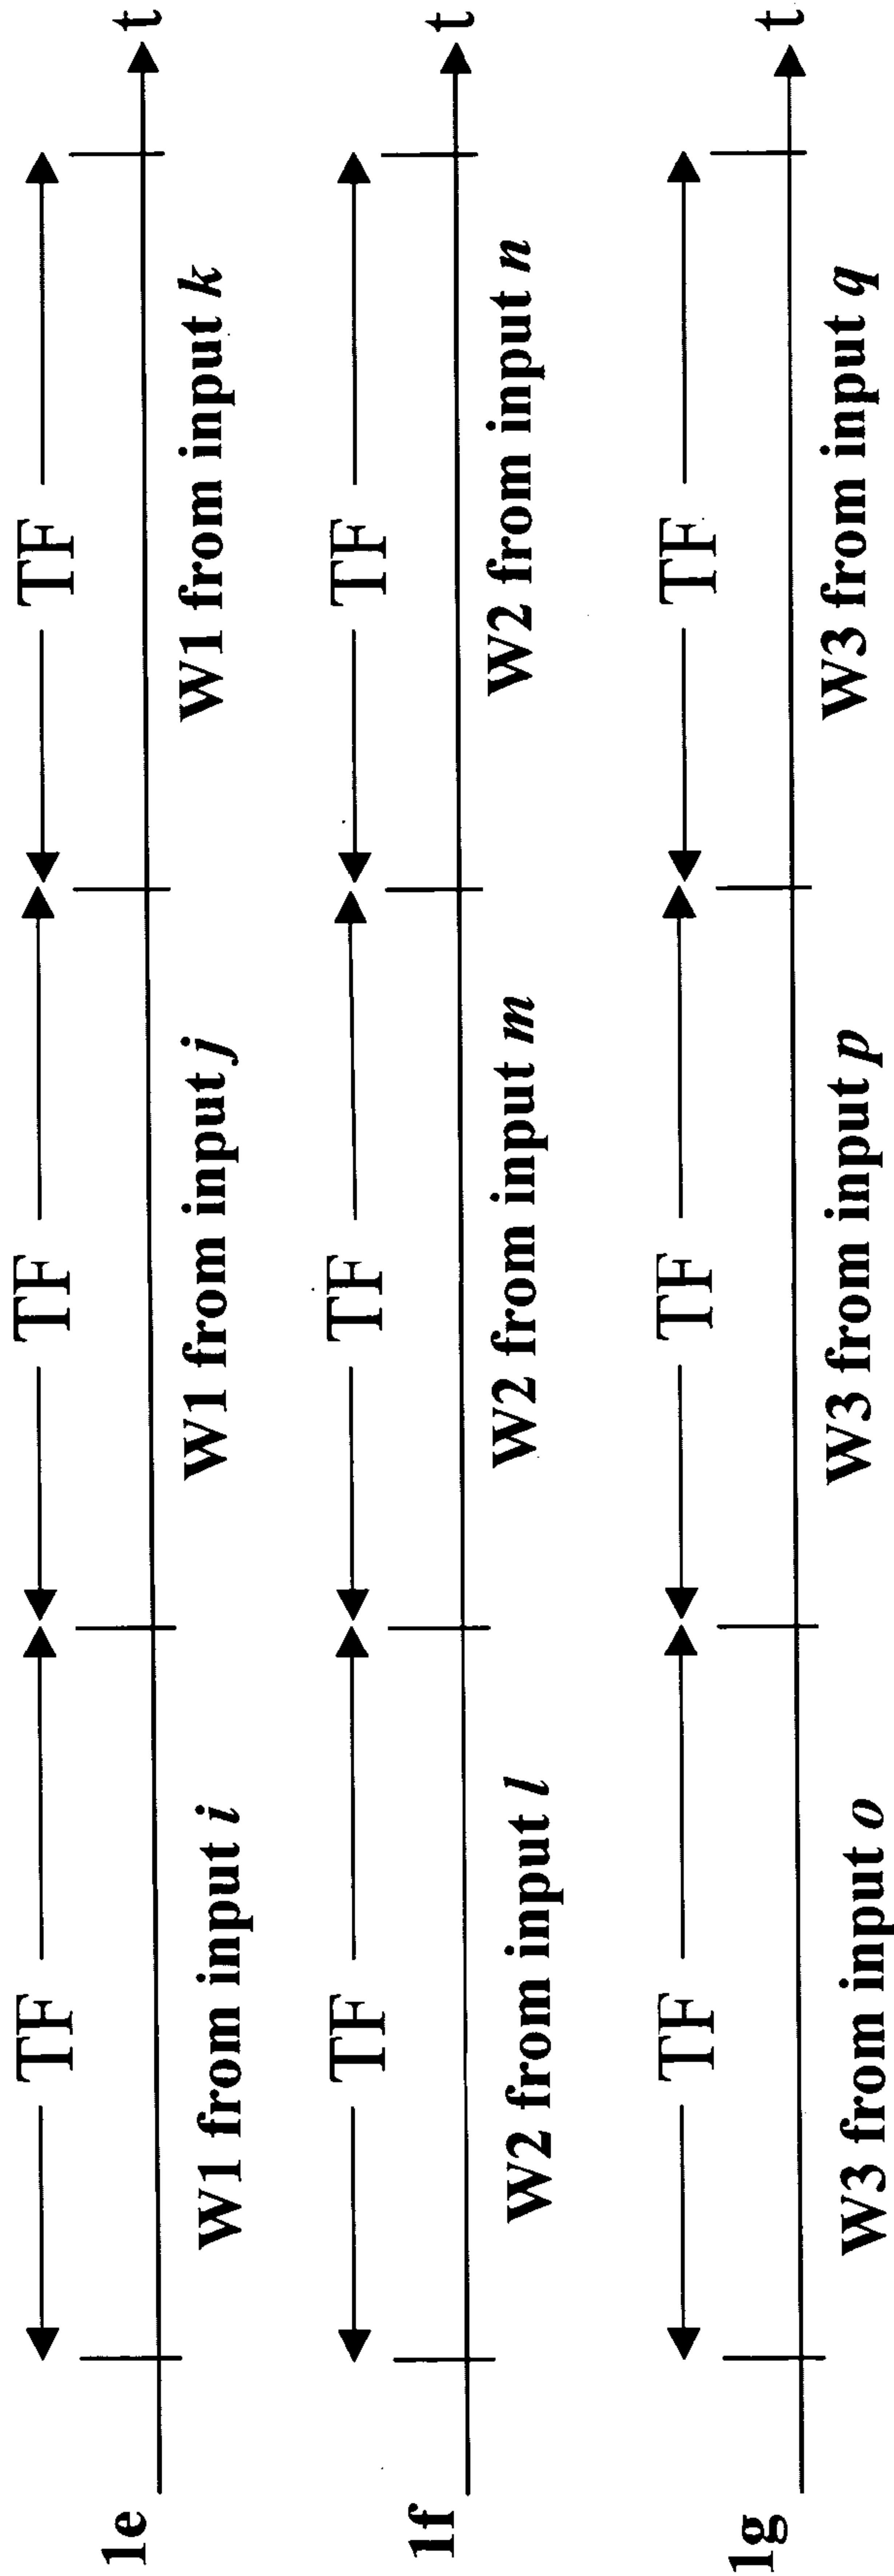 TF TF TF
1e t
W1 from input i W1 from input j W1 from input k
TF TF TF
1f t
W2 from input l W2 from input m W2 from input n
TF TF TF
1g t
W3 from input o W3 from input p W3 from input q